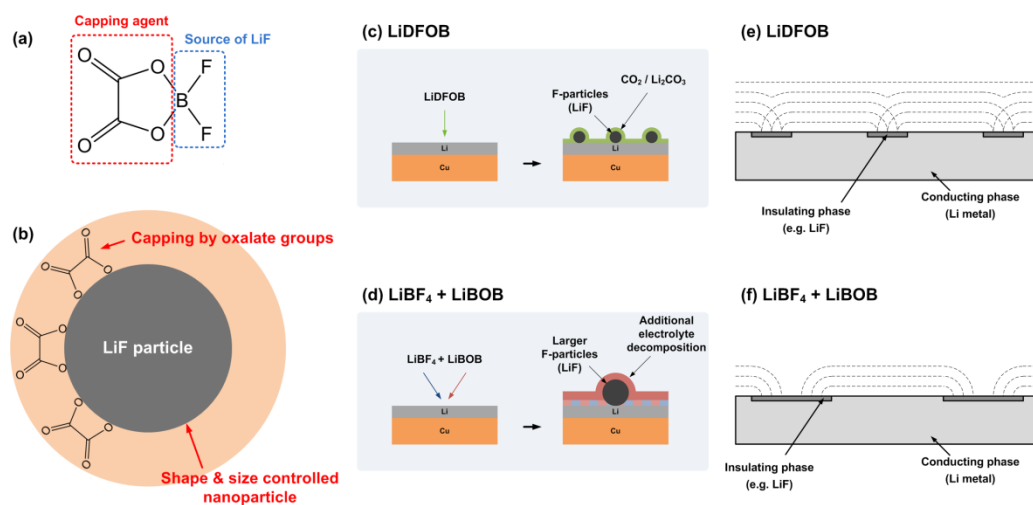 (a)
Capping agent
Source of LiF
O
O
F
B
O
F
O
(b)
Capping by oxalate groups
O
O
O
O
O
O
O
O
O
O
O
O
LiF particle
Shape & size controlled
nanoparticle
(c) LiDFOB
LiDFOB
Li
Cu
F-particles
(LiF)
CO₂ / Li₂CO₃
Li
Cu
(d) LiBF₄ + LiBOB
LiBF₄ + LiBOB
Li
Cu
Larger
F-particles
(LiF)
Additional
electrolyte
decomposition
Li
Cu
(e) LiDFOB
Insulating phase
(e.g. LiF)
Conducting phase
(Li metal)
(f) LiBF₄ + LiBOB
Insulating phase
(e.g. LiF)
Conducting phase
(Li metal)